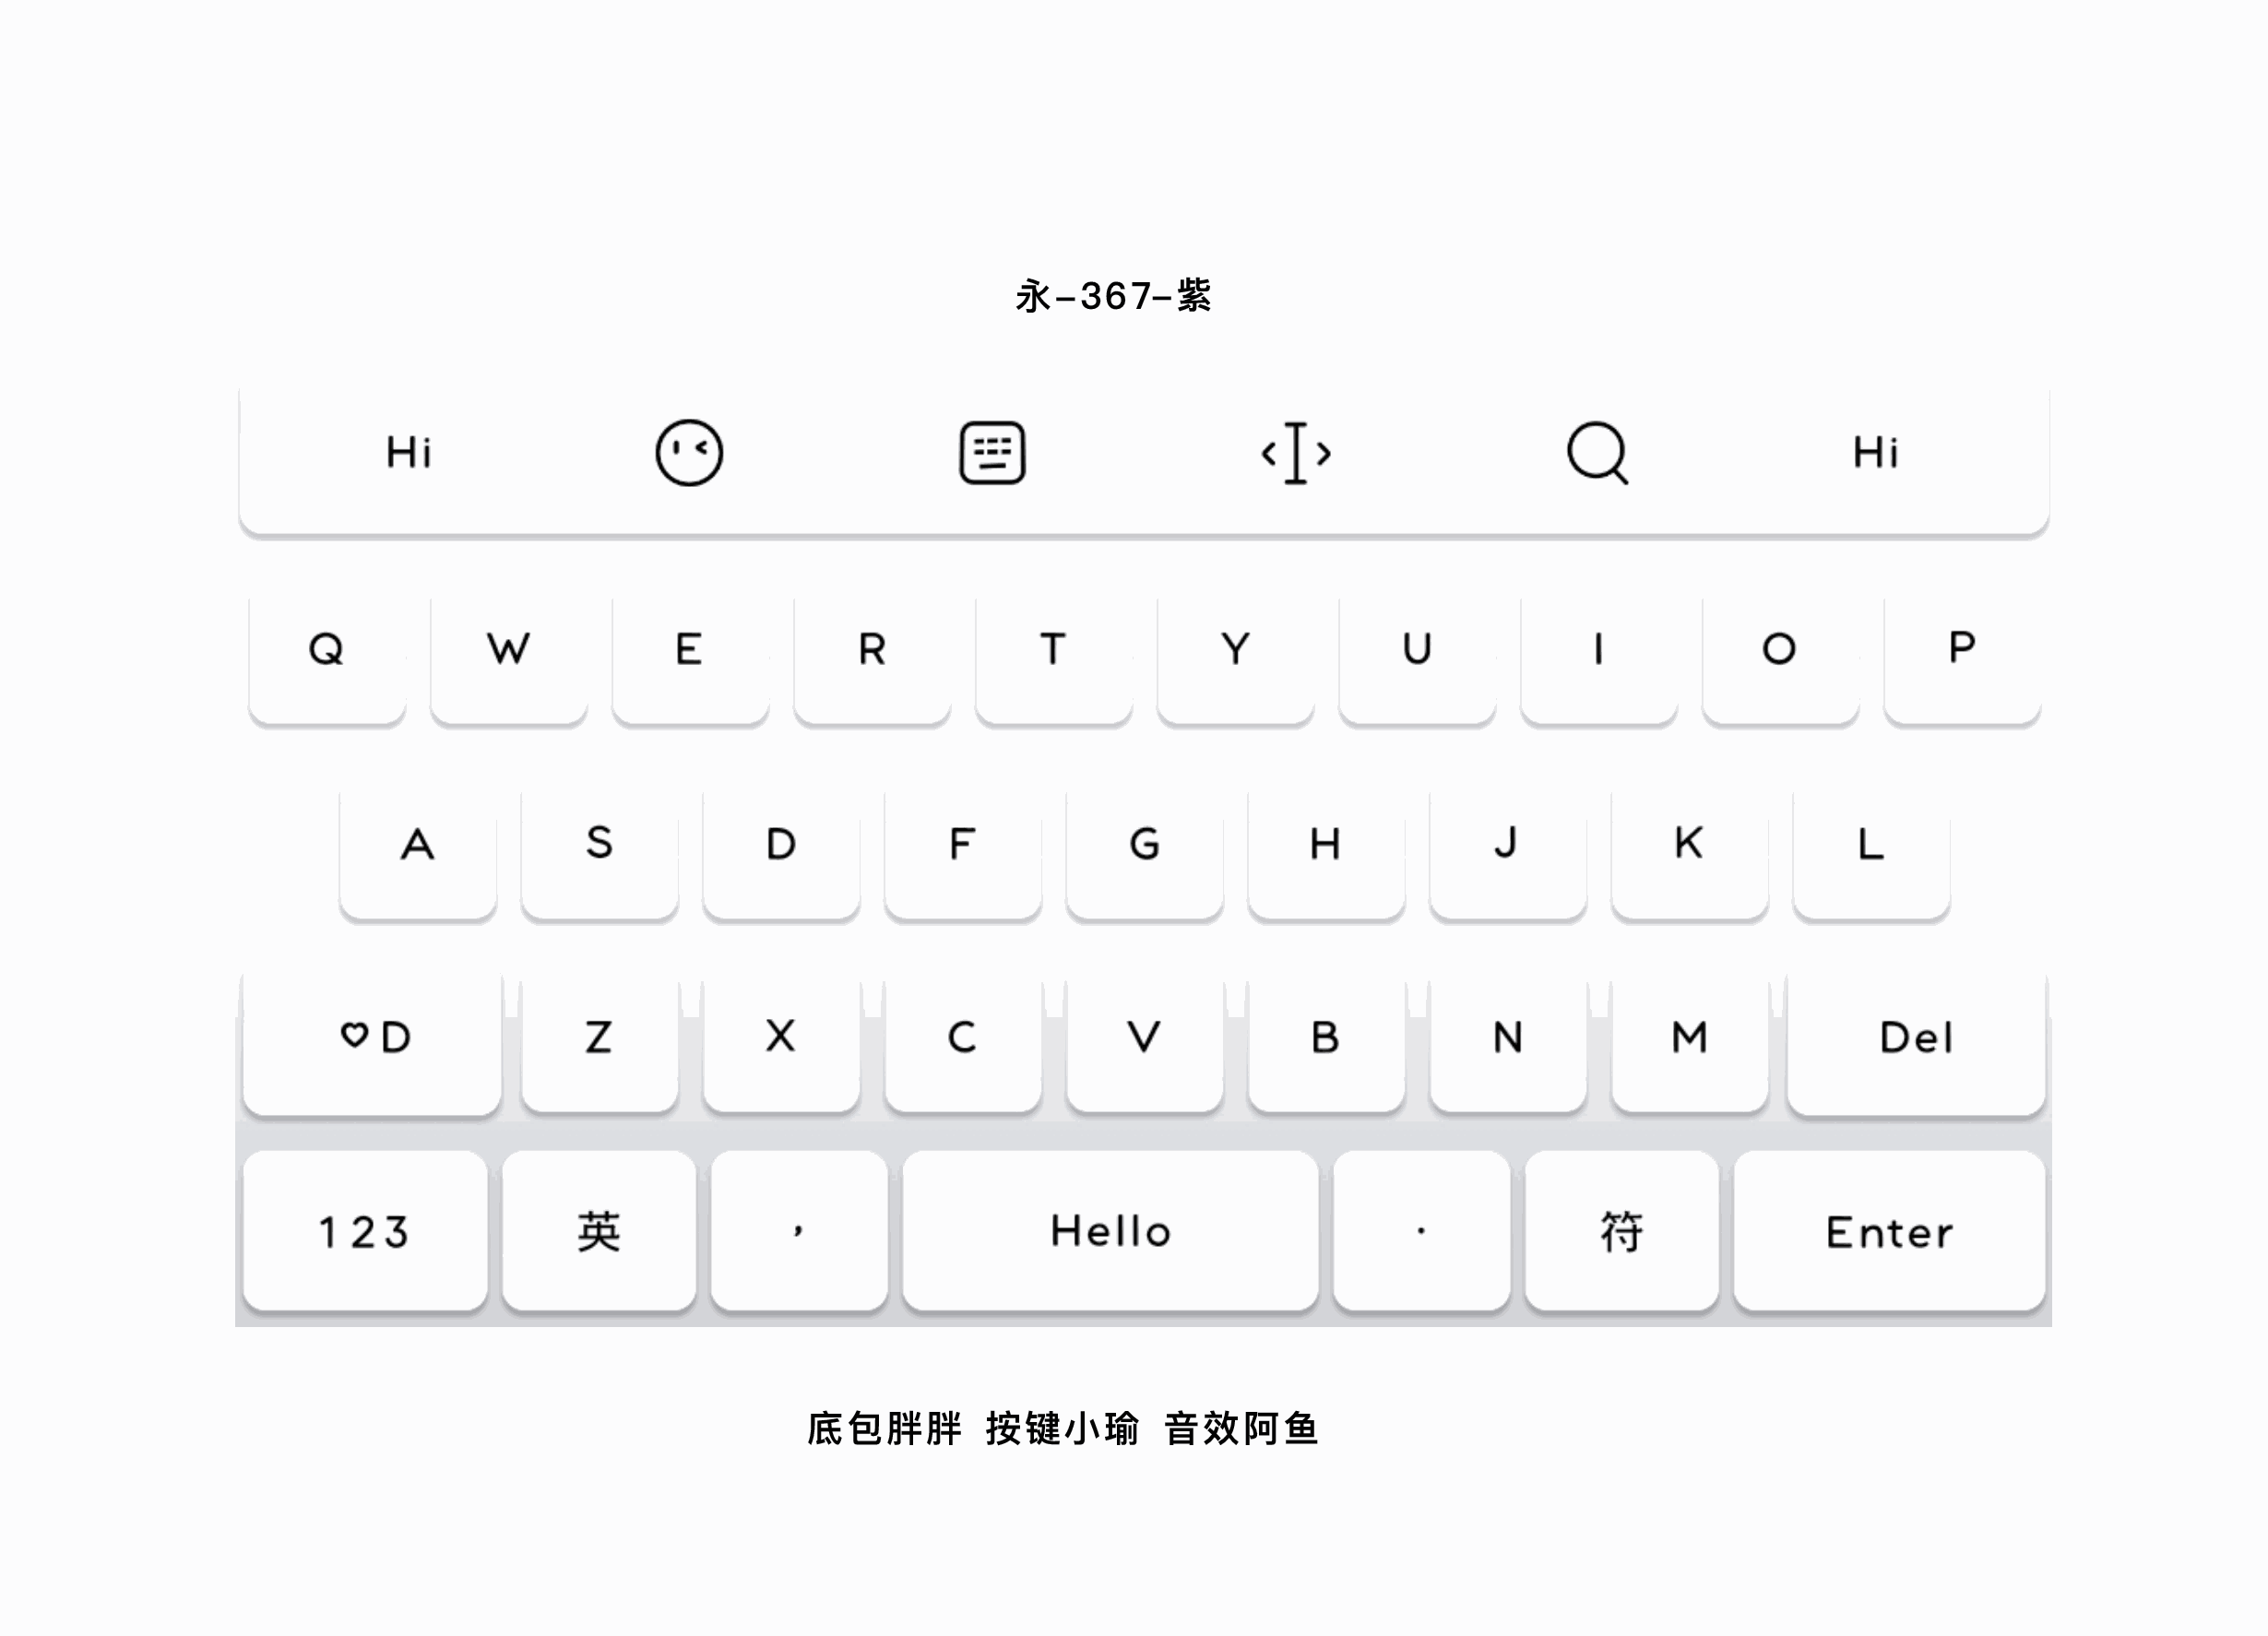 永-367-紫
Hi Hi
Q W E R T Y U I O P
A S D F G H J K L
♡D Z X C V B N M Del
123 英 , Hello · 符 Enter
底包胖胖 按键小瑜 音效阿鱼